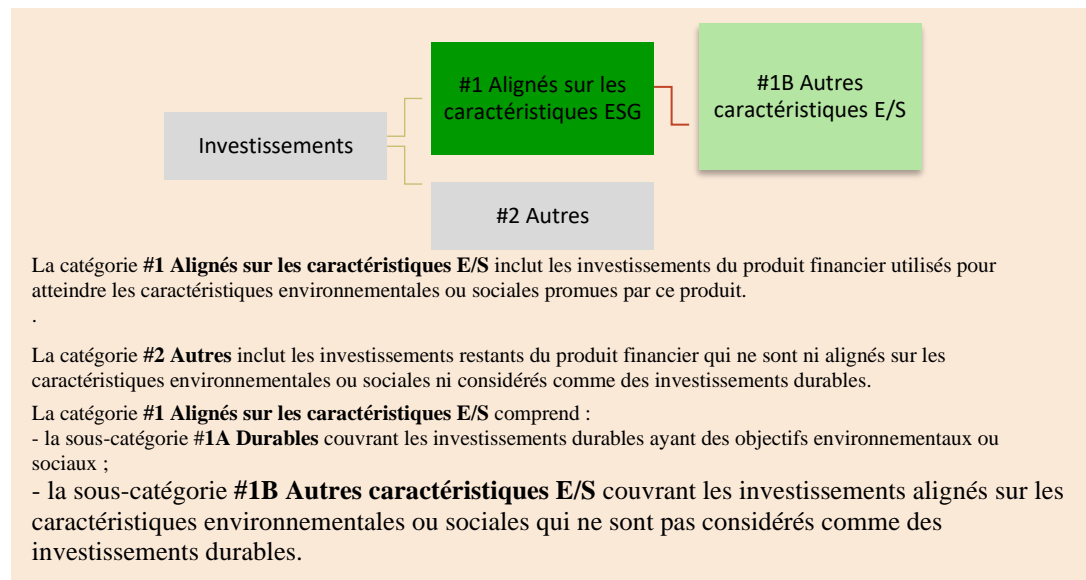 #1 Alignés sur les
caractéristiques ESG
#1B Autres
caractéristiques E/S
Investissements
#2 Autres
La catégorie #1 Alignés sur les caractéristiques E/S inclut les investissements du produit financier utilisés pour
atteindre les caractéristiques environnementales ou sociales promues par ce produit.
.
La catégorie #2 Autres inclut les investissements restants du produit financier qui ne sont ni alignés sur les
caractéristiques environnementales ou sociales ni considérés comme des investissements durables.
La catégorie #1 Alignés sur les caractéristiques E/S comprend :
- la sous-catégorie #1A Durables couvrant les investissements durables ayant des objectifs environnementaux ou
sociaux ;
- la sous-catégorie #1B Autres caractéristiques E/S couvrant les investissements alignés sur les
caractéristiques environnementales ou sociales qui ne sont pas considérés comme des
investissements durables.